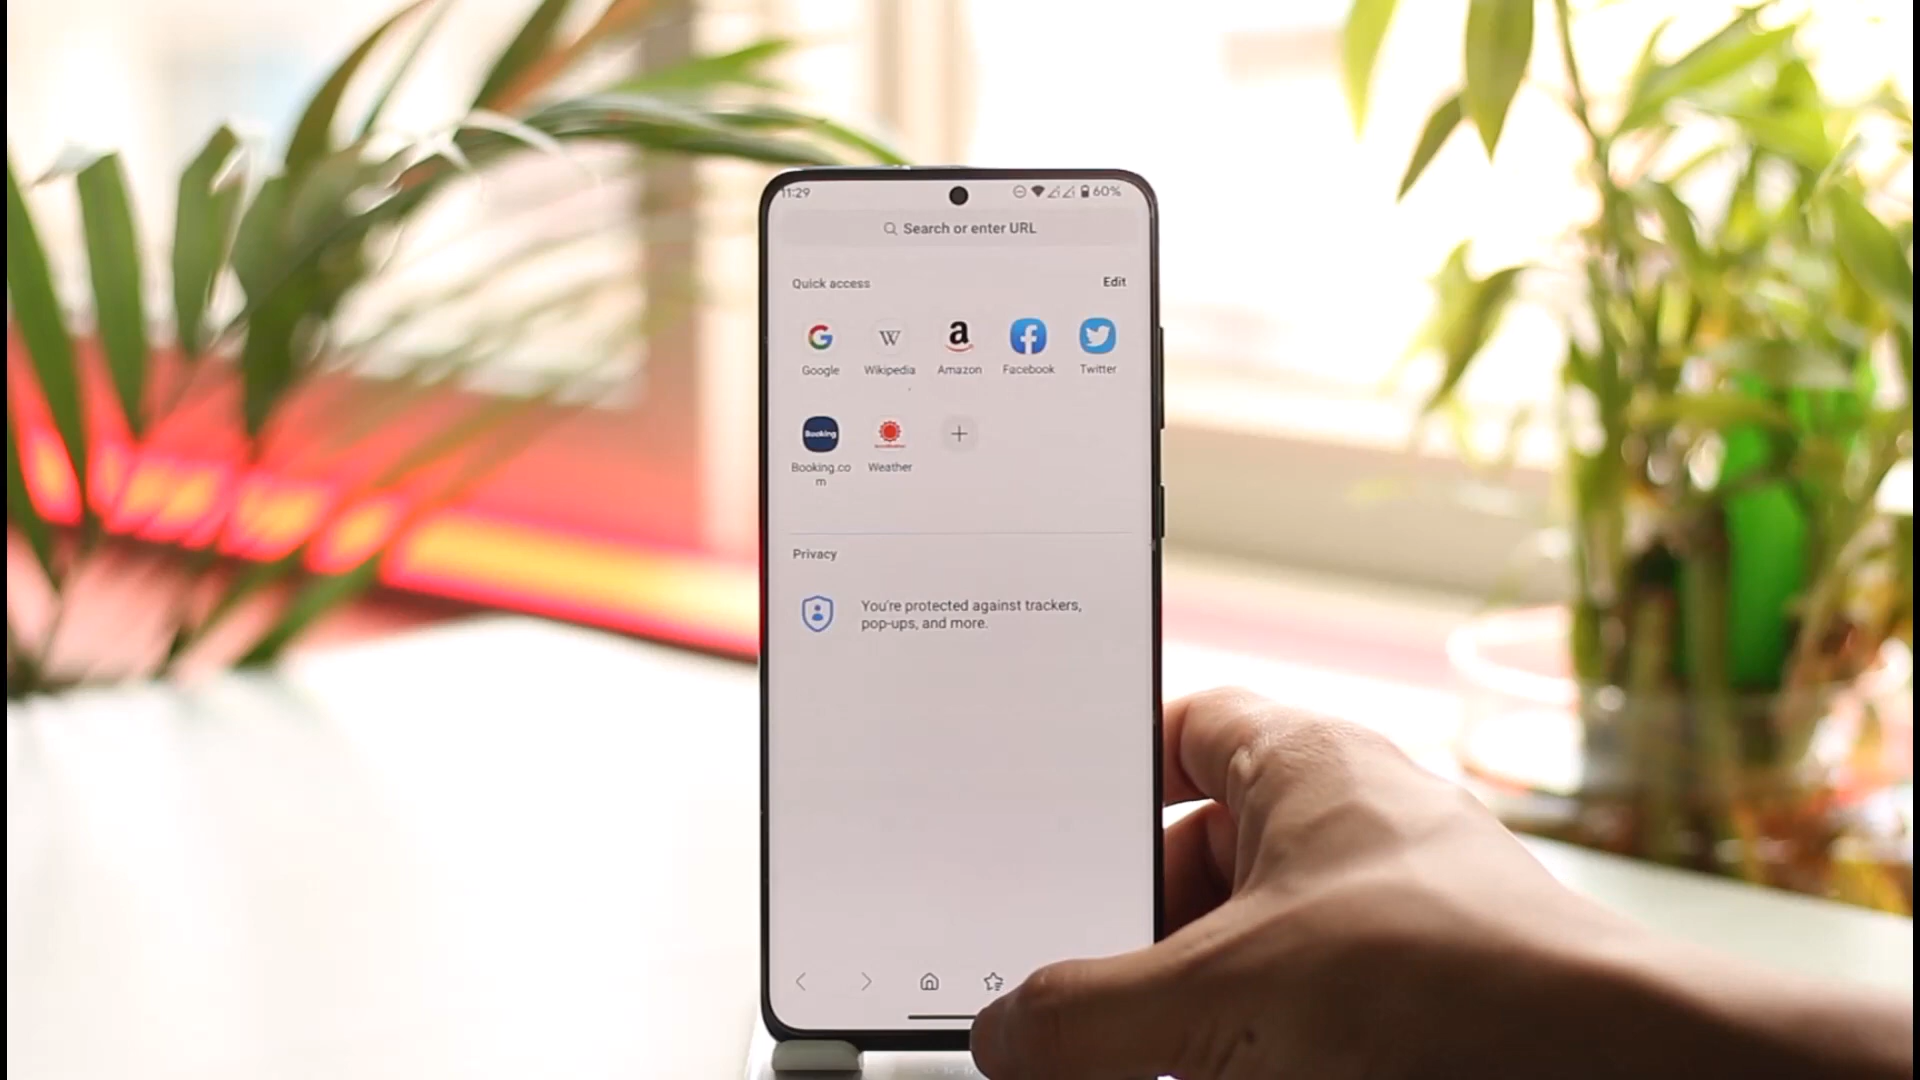 11:29
60%
Search or enter URL
Quick access
Edit
G
W
a
f
Google
Wikipedia
Amazon
Facebook
Twitter
Booking
Booking.co
m
Weather
Privacy
You're protected against trackers,
pop-ups, and more.